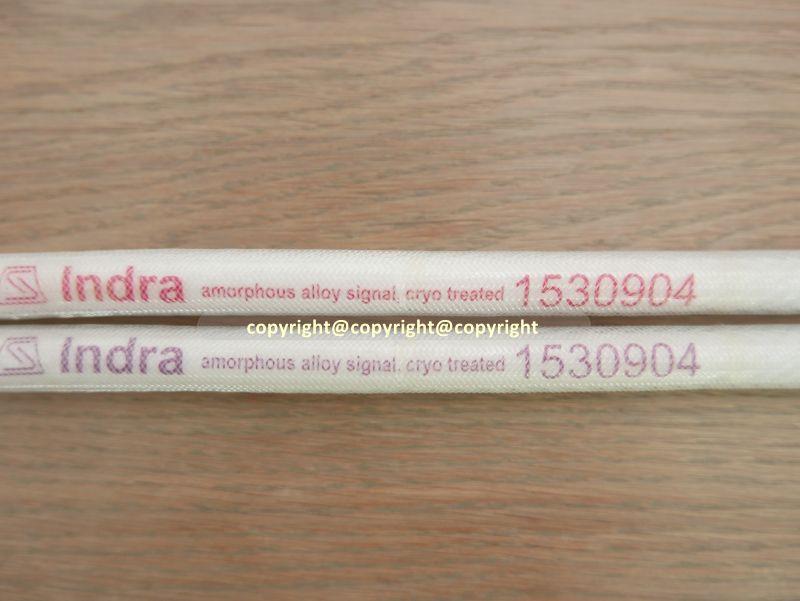 Indra amorphous alloy signal, cryo treated 1530904
copyright@copyright@copyright
Indra amorphous alloy signal, cryo treated 1530904